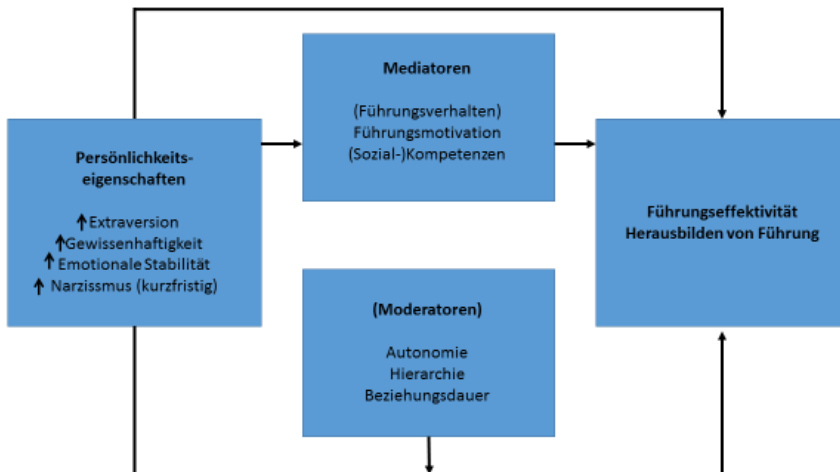 Mediatoren
(Führungsverhalten)
Führungsmotivation
(Sozial-)Kompetenzen
Persönlichkeits-
eigenschaften
↑Extraversion
↑Gewissenhaftigkeit
↑Emotionale Stabilität
↑ Narzissmus (kurzfristig)
Führungseffektivität
Herausbilden von Führung
(Moderatoren)
Autonomie
Hierarchie
Beziehungsdauer